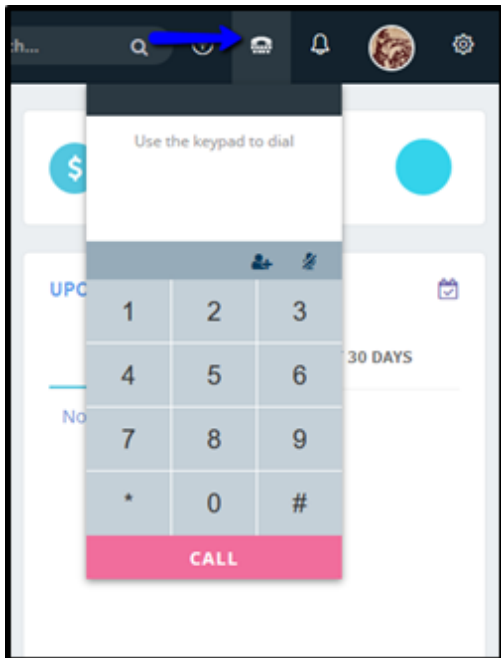 h...
Use the keypad to dial
$
UPC
1 2 3
30 DAYS
4 5 6
No
7 8 9
* 0 #
CALL